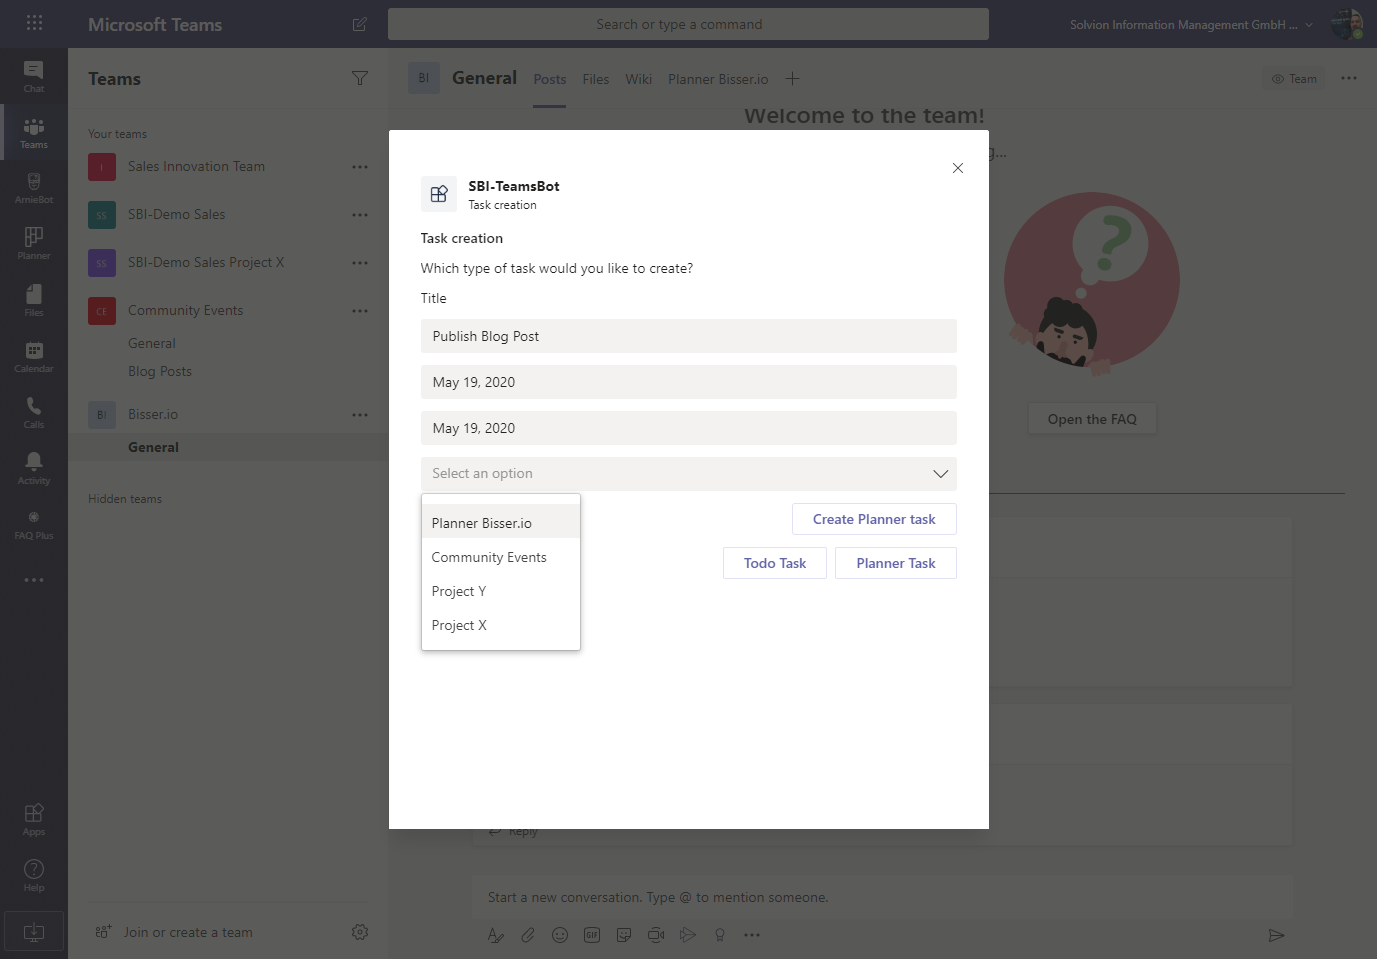 Microsoft Teams
Search or type a command
Solvion Information Management GmbH ...
Chat
Teams
ArnieBot
Planner
Files
Calendar
Calls
Activity
FAQ Plus
Apps
Help
Teams
Your teams
I
Sales Innovation Team
SS
SBI-Demo Sales
SS
SBI-Demo Sales Project X
CE
Community Events
General
Blog Posts
BI
Bisser.io
General
Hidden teams
Join or create a team
BI
General
Posts
Files
Wiki
Planner Bisser.io
Team
Welcome to the team!
g...
?
Open the FAQ
SBI-TeamsBot
Task creation
Task creation
Which type of task would you like to create?
Title
Publish Blog Post
May 19, 2020
May 19, 2020
Select an option
Planner Bisser.io
Community Events
Project Y
Project X
Create Planner task
Todo Task
Planner Task
Reply
Start a new conversation. Type @ to mention someone.
GIF